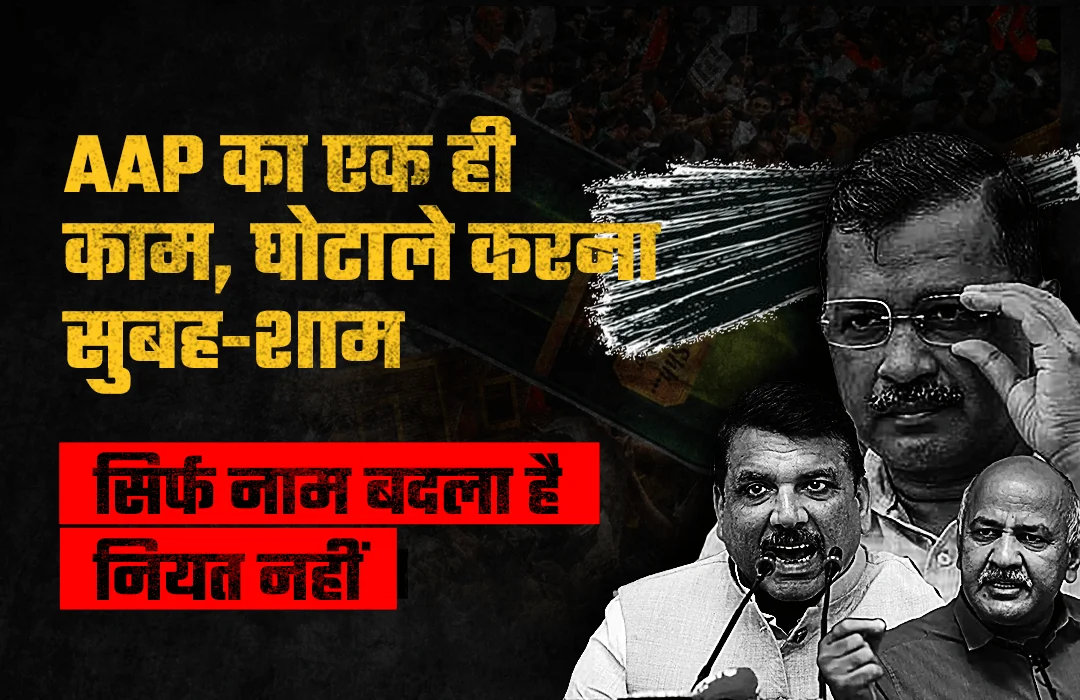 AAP का एक ही
काम, घोटाले करना
सुबह-शाम
सिर्फ नाम बदला है
नियत नहीं ।